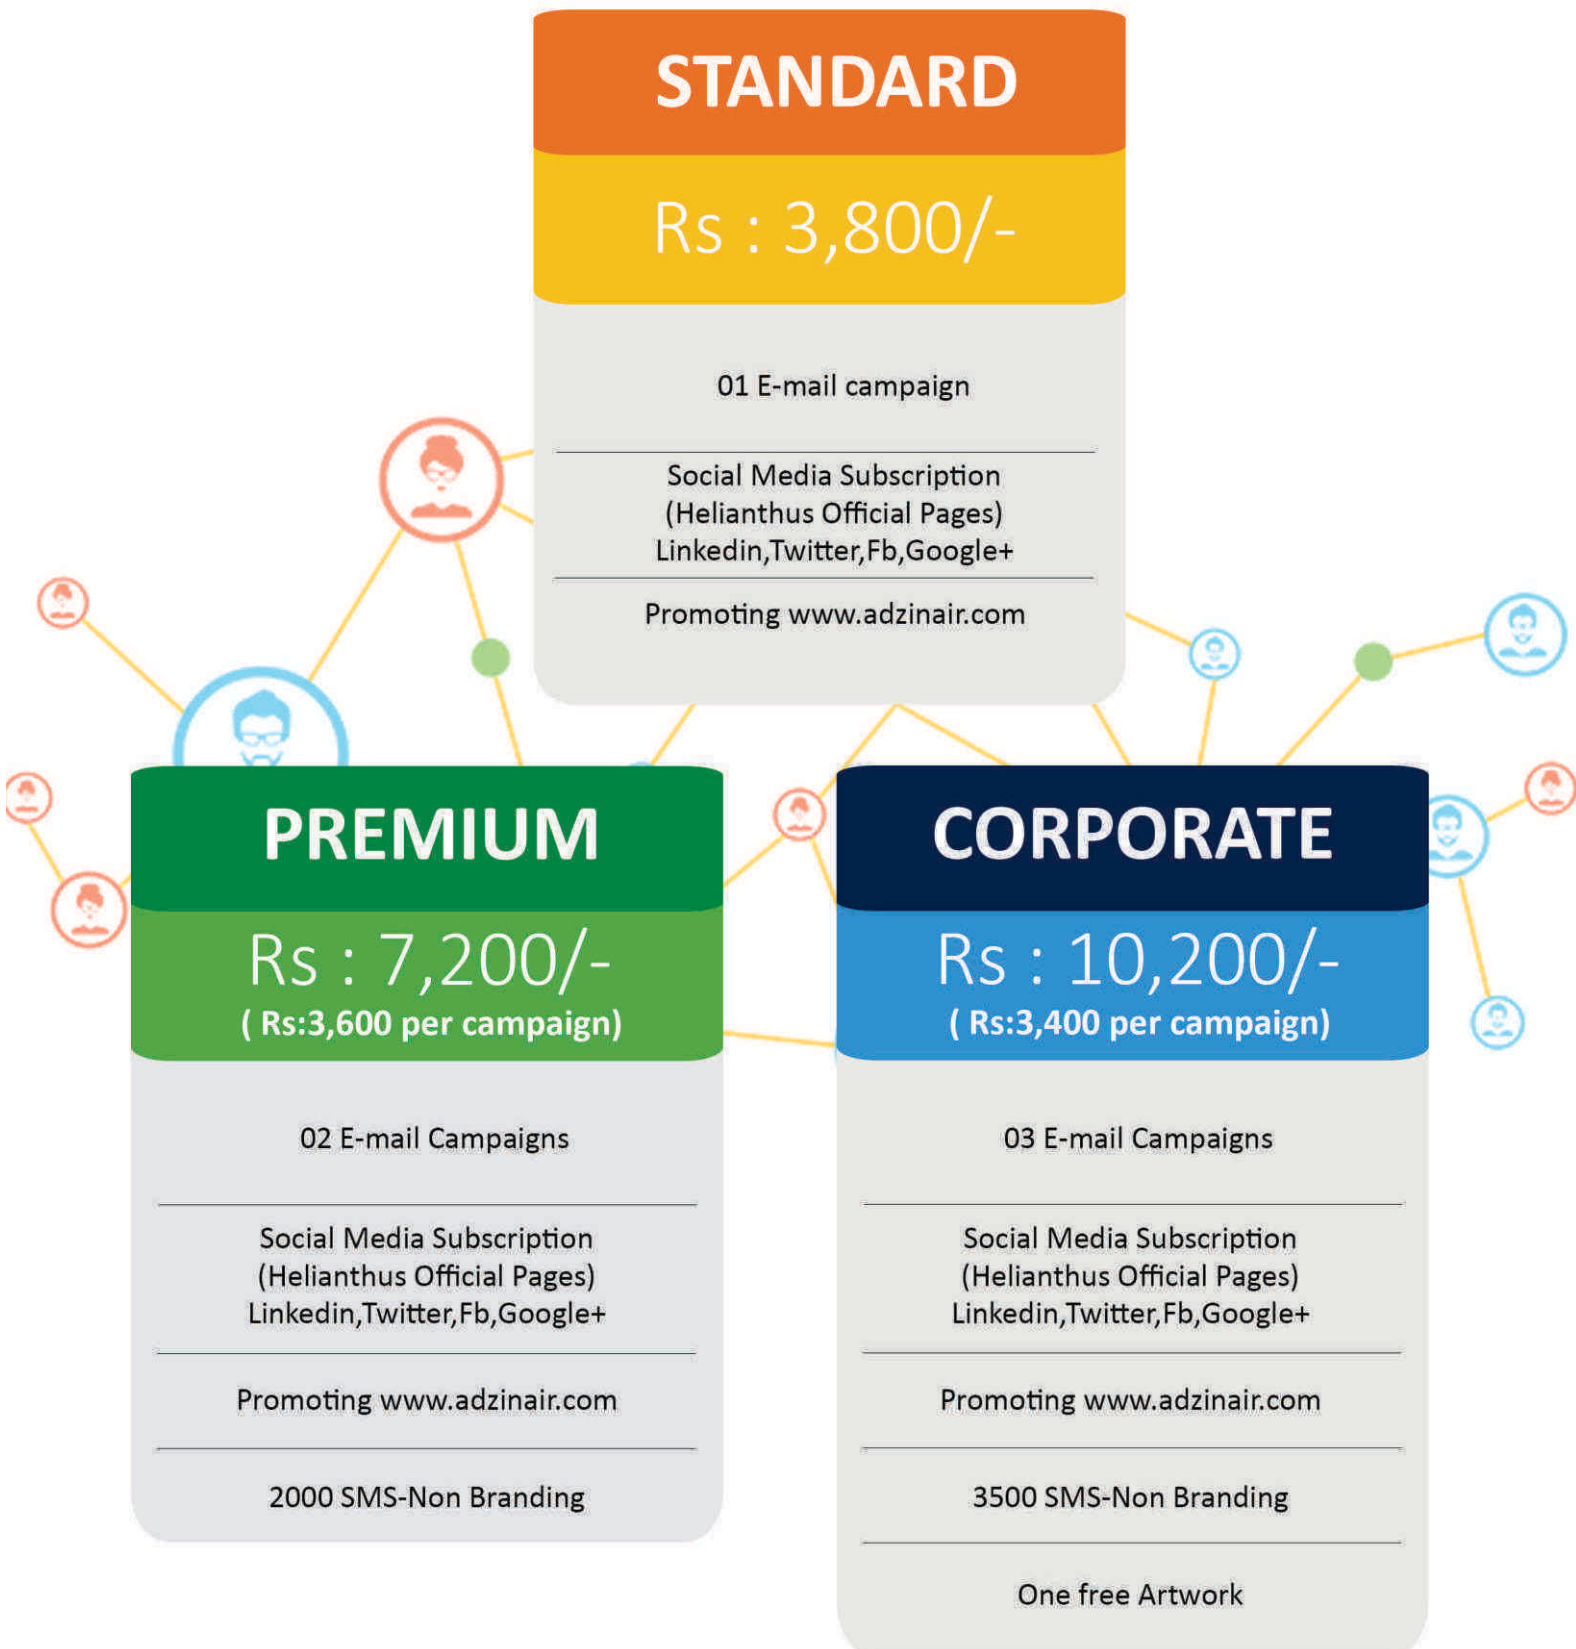 STANDARD
Rs : 3,800/-
01 E-mail campaign
Social Media Subscription
(Helianthus Official Pages)
Linkedin,Twitter,Fb,Google+
Promoting www.adzinair.com
PREMIUM
Rs : 7,200/-
( Rs:3,600 per campaign)
02 E-mail Campaigns
Social Media Subscription
(Helianthus Official Pages)
Linkedin,Twitter,Fb,Google+
Promoting www.adzinair.com
2000 SMS-Non Branding
CORPORATE
Rs : 10,200/-
( Rs:3,400 per campaign)
03 E-mail Campaigns
Social Media Subscription
(Helianthus Official Pages)
Linkedin,Twitter,Fb,Google+
Promoting www.adzinair.com
3500 SMS-Non Branding
One free Artwork